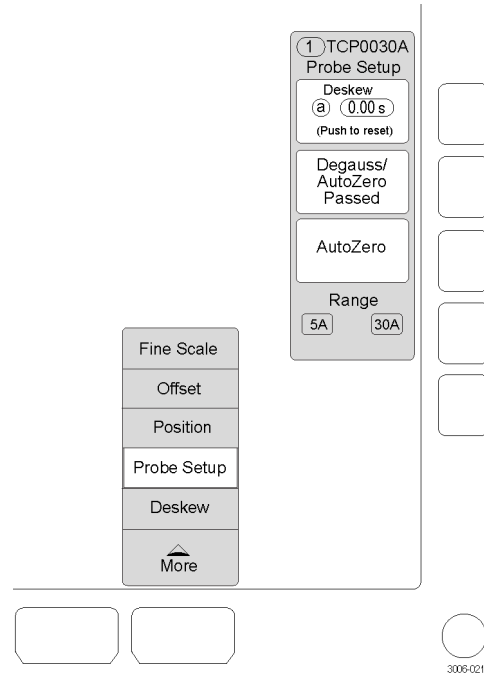 1 TCP0030A
Probe Setup
Deskew
a 0.00 s
(Push to reset)
Degauss/
AutoZero
Passed
AutoZero
Range
5A 30A
Fine Scale
Offset
Position
Probe Setup
Deskew
More
3006-021